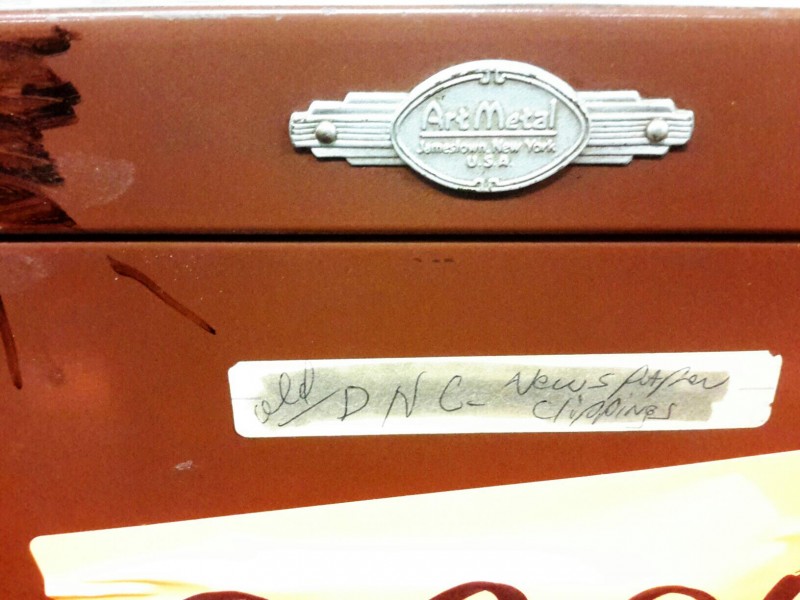 Art Metal
Jamestown, New York
U.S.A.
old DNC- Newspaper
clippings